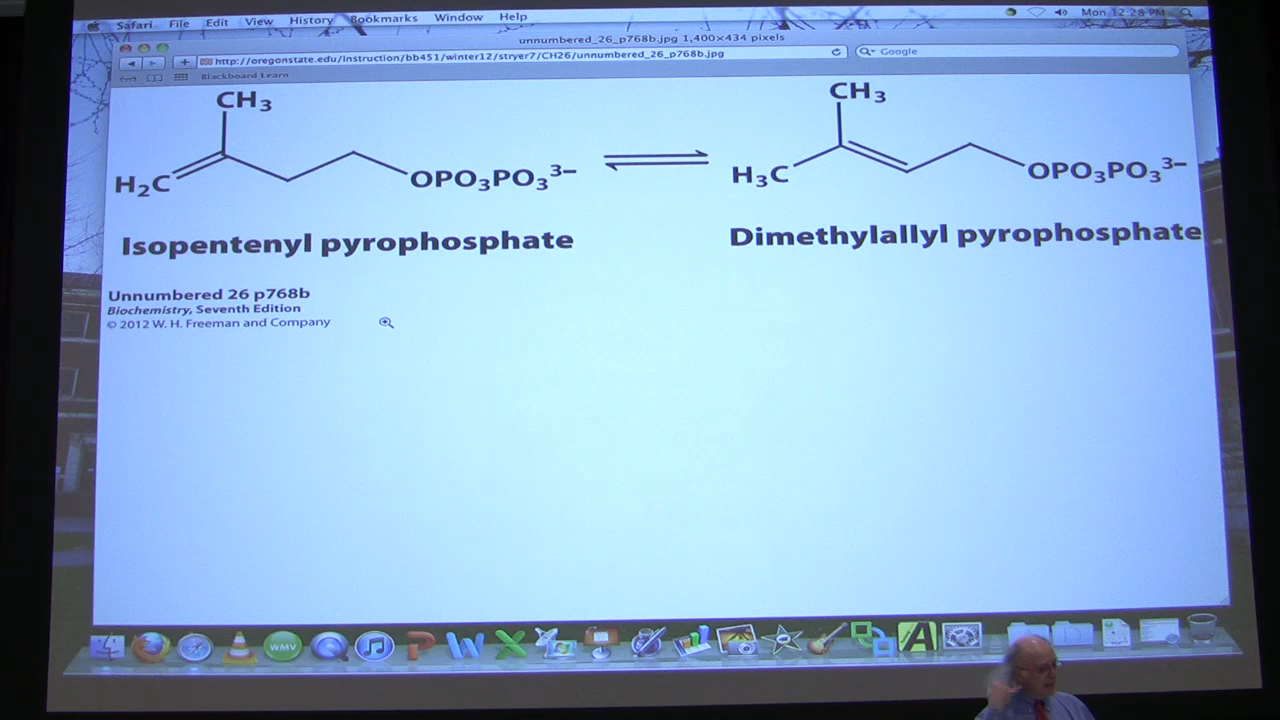 Safari File Edit View History Bookmarks Window Help Mon 12:28 PM
unnumbered_26_p768b.jpg 1,400×434 pixels
http://oregonstate.edu/instruction/bb451/winter12/stryer7/CH26/unnumbered_26_p768b.jpg Google
Blackboard Learn
CH3 CH3
H2C OPO3PO3 3– H3C OPO3PO3 3–
Isopentenyl pyrophosphate Dimethylallyl pyrophosphate
Unnumbered 26 p768b
Biochemistry, Seventh Edition
© 2012 W. H. Freeman and Company
WMV